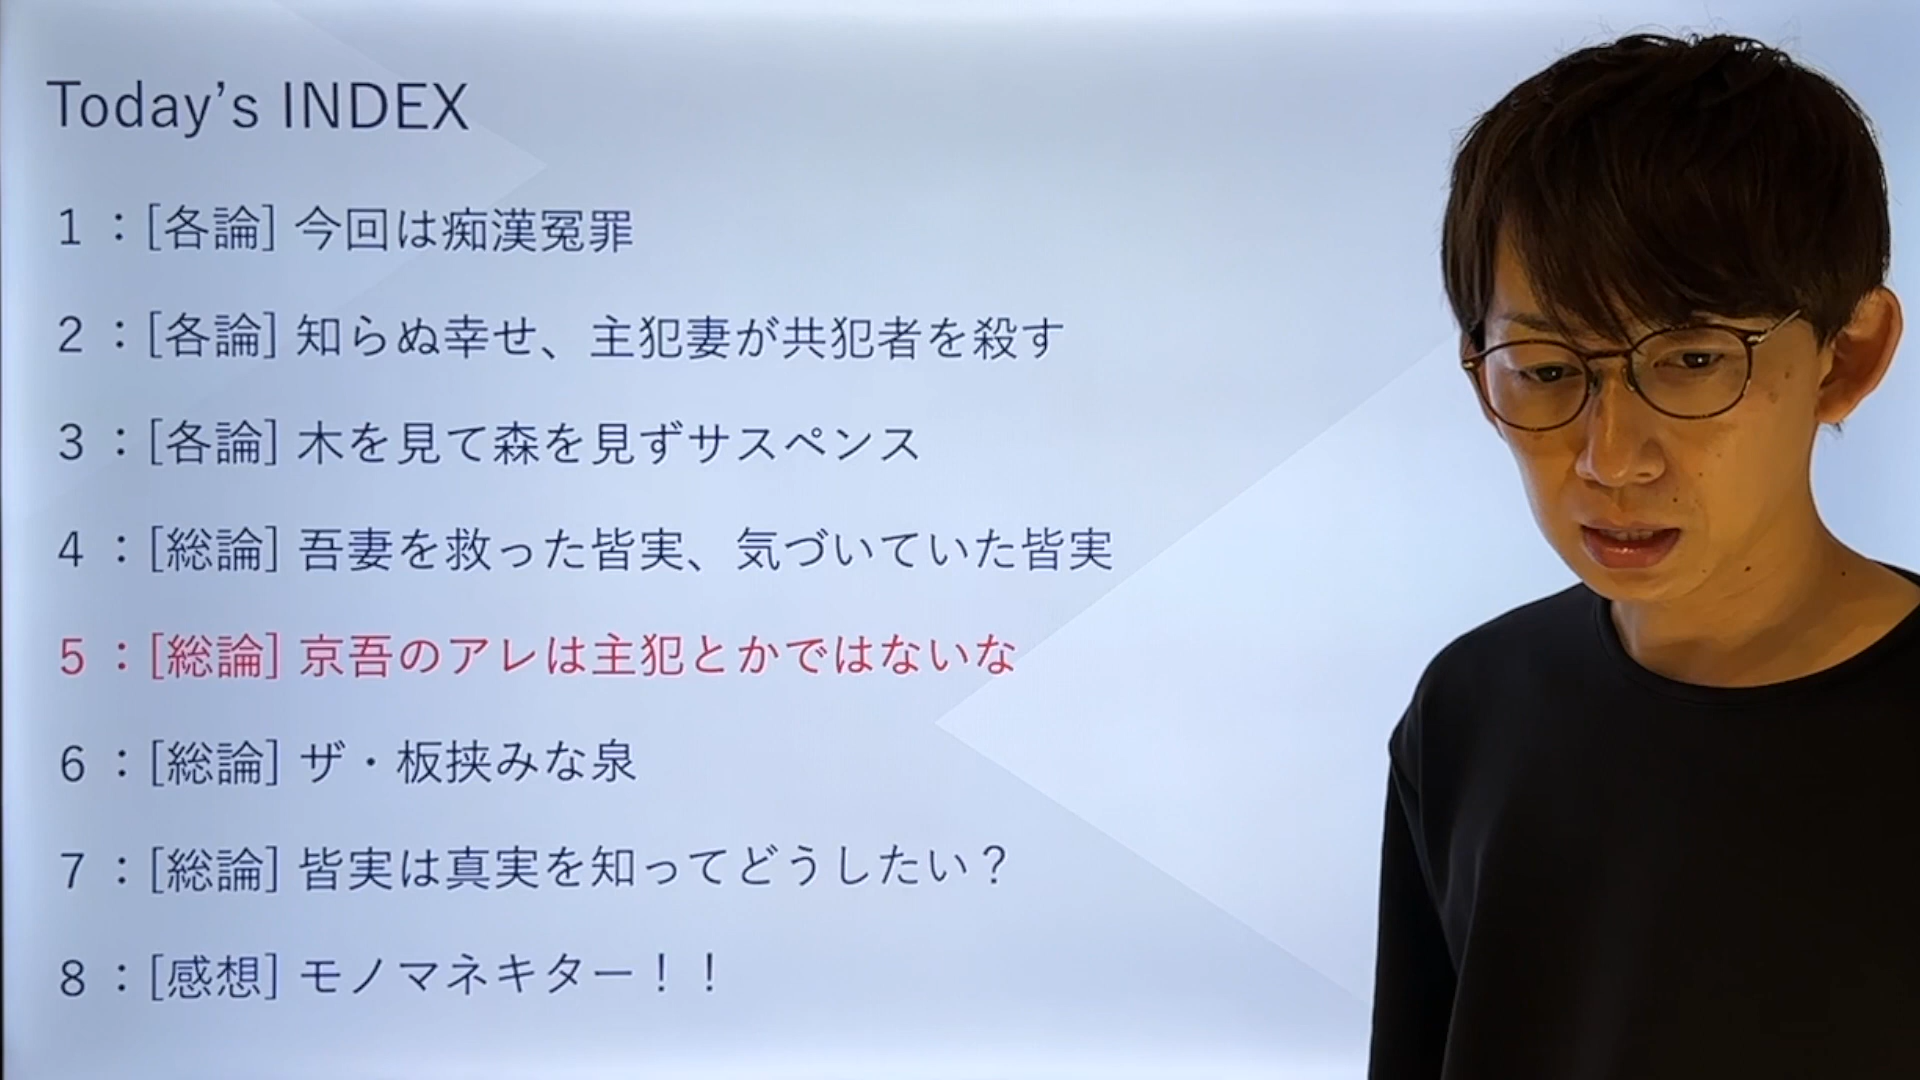 Today’s INDEX
1 ：[各論] 今回は痴漢冤罪
2 ：[各論] 知らぬ幸せ、主犯妻が共犯者を殺す
3 ：[各論] 木を見て森を見ずサスペンス
4 ：[総論] 吾妻を救った皆実、気づいていた皆実
5 ：[総論] 京吾のアレは主犯とかではないな
6 ：[総論] ザ・板挟みな泉
7 ：[総論] 皆実は真実を知ってどうしたい？
8 ：[感想] モノマネキター！！